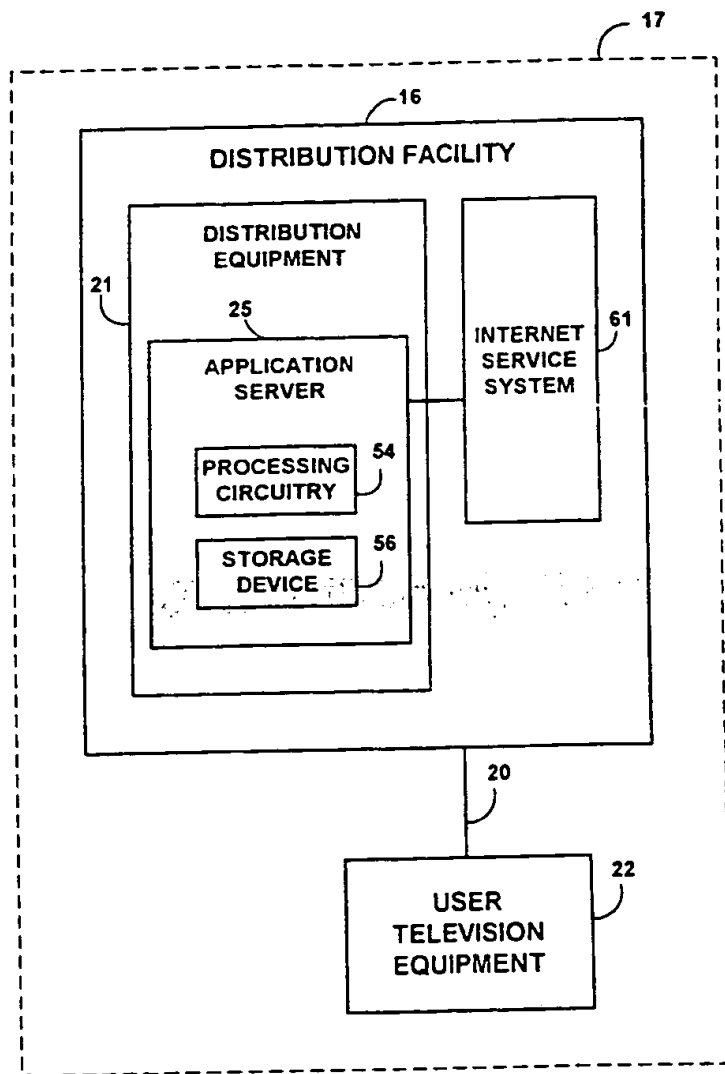 17
16
DISTRIBUTION FACILITY
DISTRIBUTION
EQUIPMENT
21
25
APPLICATION
SERVER
INTERNET
SERVICE
SYSTEM
61
PROCESSING
CIRCUITRY
54
STORAGE
DEVICE
56
20
22
USER
TELEVISION
EQUIPMENT